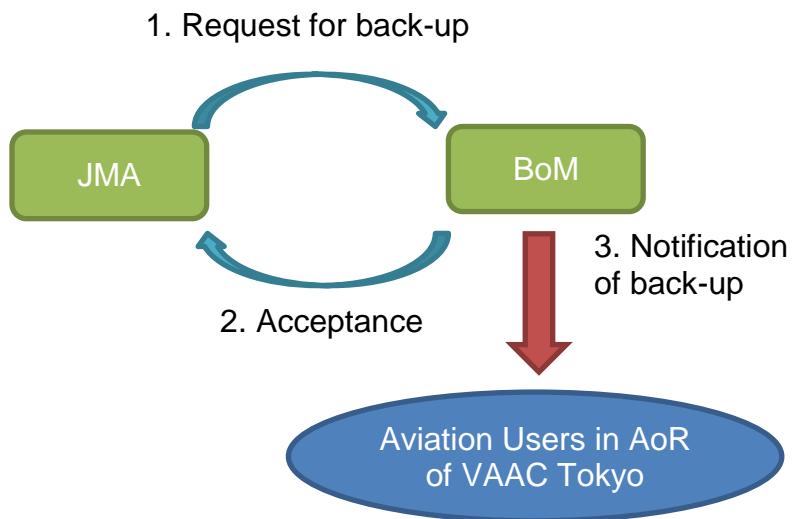 1. Request for back-up
JMA
BoM
3. Notification
of back-up
2. Acceptance
Aviation Users in AoR
of VAAC Tokyo